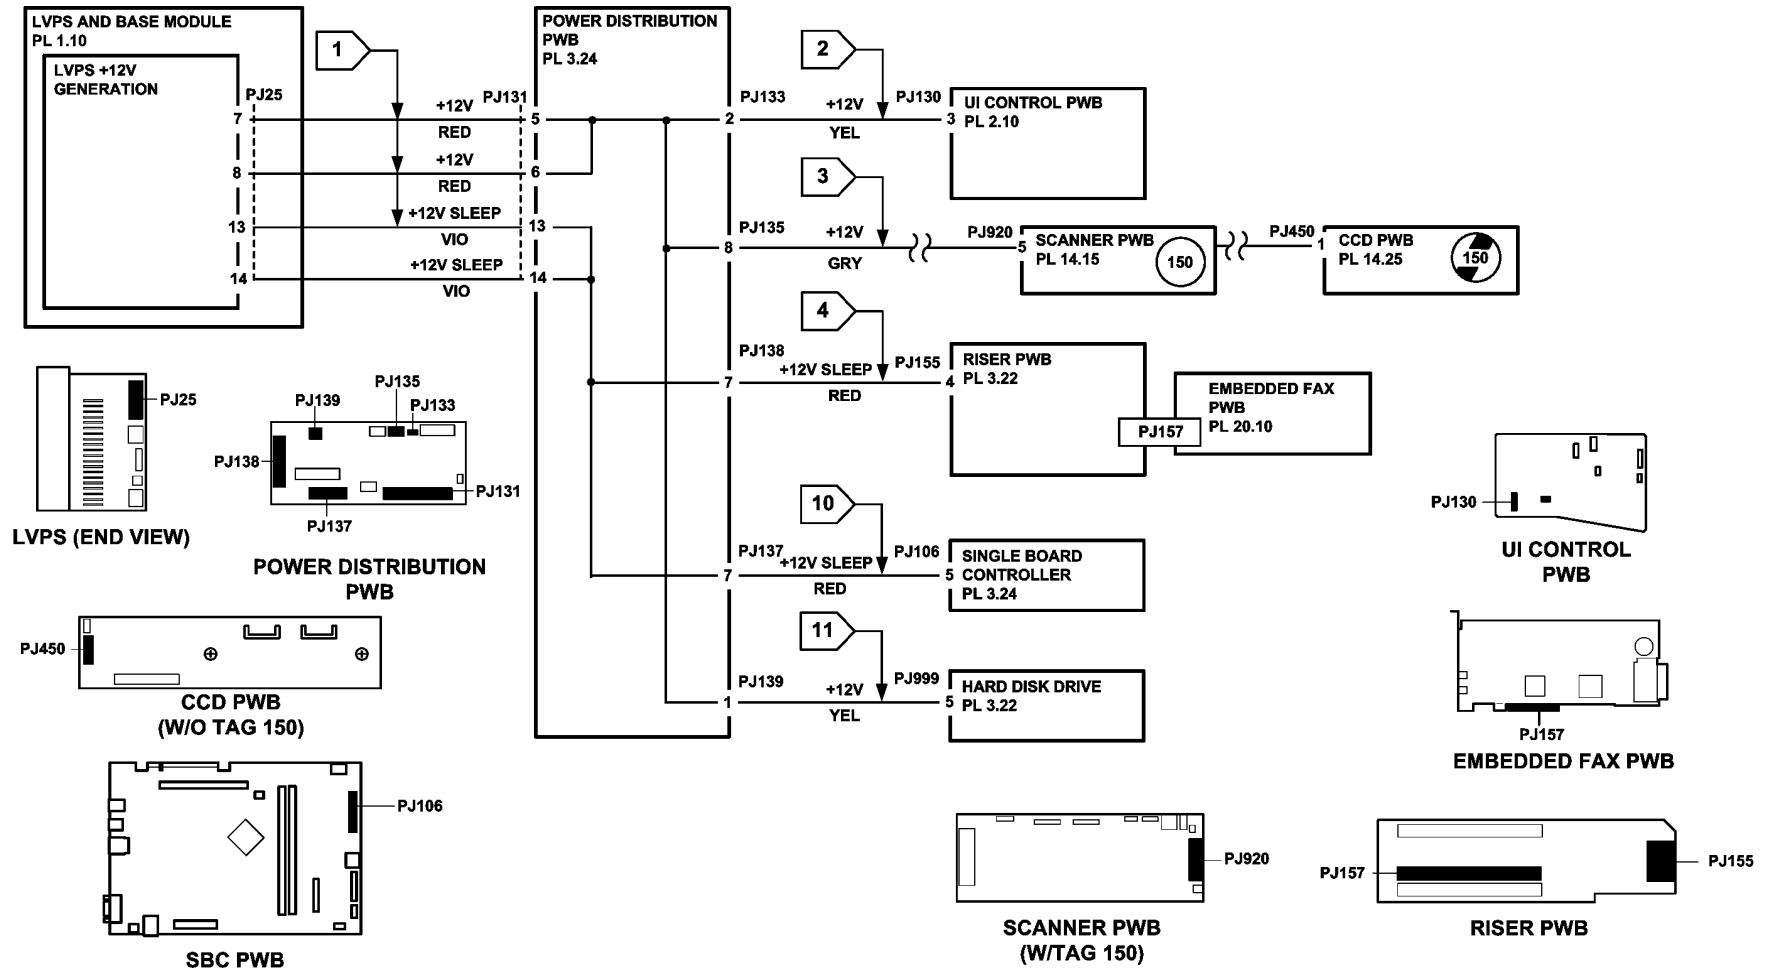 LVPS AND BASE MODULE
PL 1.10
LVPS +12V
GENERATION
PJ25
7
8
13
14
1
+12V
RED
+12V
RED
+12V SLEEP
VIO
+12V SLEEP
VIO
PJ131
5
6
13
14
POWER DISTRIBUTION
PWB
PL 3.24
PJ133
2
2
+12V
YEL
PJ130
3
UI CONTROL PWB
PL 2.10
PJ135
8
3
+12V
GRY
PJ920
5
SCANNER PWB
PL 14.15
150
PJ450
1
CCD PWB
PL 14.25
150
PJ138
7
4
+12V SLEEP
RED
PJ155
4
RISER PWB
PL 3.22
PJ157
EMBEDDED FAX
PWB
PL 20.10
PJ137
7
10
+12V SLEEP
RED
PJ106
5
SINGLE BOARD
CONTROLLER
PL 3.24
PJ139
1
11
+12V
YEL
PJ999
5
HARD DISK DRIVE
PL 3.22
PJ25
LVPS (END VIEW)
PJ139
PJ135
PJ133
PJ138
PJ131
PJ137
POWER DISTRIBUTION
PWB
PJ450
CCD PWB
(W/O TAG 150)
PJ106
SBC PWB
PJ130
UI CONTROL
PWB
PJ157
EMBEDDED FAX PWB
PJ920
SCANNER PWB
(W/TAG 150)
PJ157
PJ155
RISER PWB